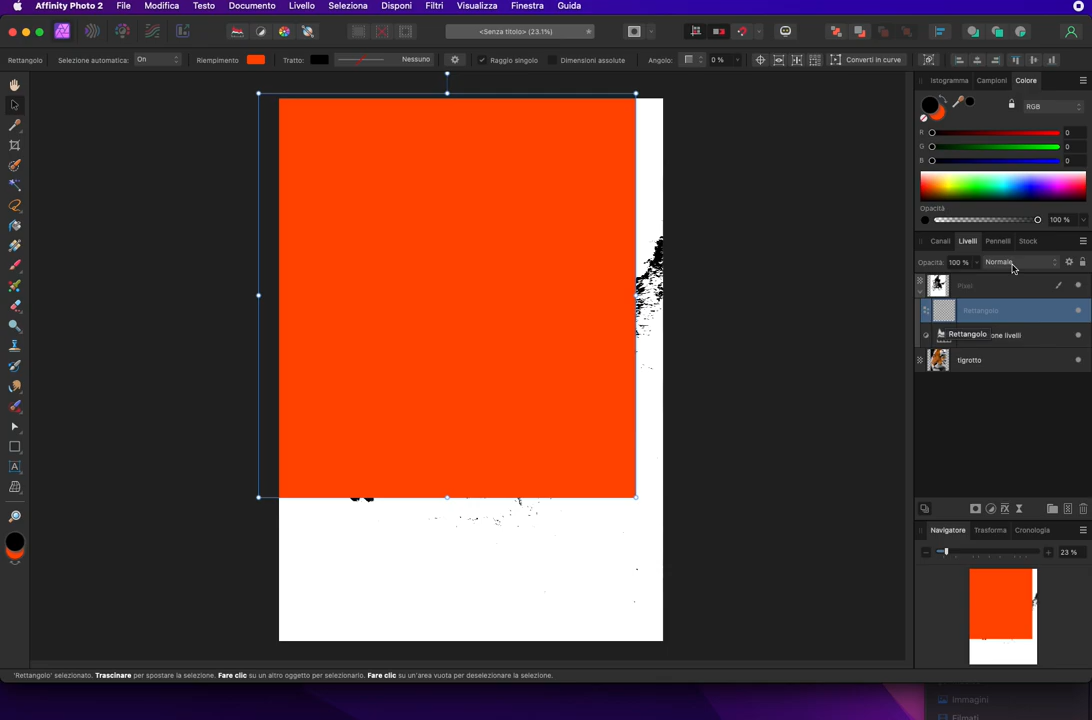 Affinity Photo 2 File Modifica Testo Documento Livello Seleziona Disponi Filtri Visualizza Finestra Guida
<Senza titolo> (23.1%)
Rettangolo Selezione automatica: On Riempimento Tratto: Nessuno Raggio singolo Dimensioni assolute Angolo: 0 % Converti in curve
Istogramma Campioni Colore
RGB
R 0
G 0
B 0
Opacità
100 %
Canali Livelli Pennelli Stock
Opacità: 100 % Normale
Pixel
Rettangolo
Rettangolo one livelli
tigrotto
Navigatore Trasforma Cronologia
23 %
'Rettangolo' selezionato. Trascinare per spostare la selezione. Fare clic su un altro oggetto per selezionarlo. Fare clic su un'area vuota per deselezionare la selezione.
Immagini
Filmati